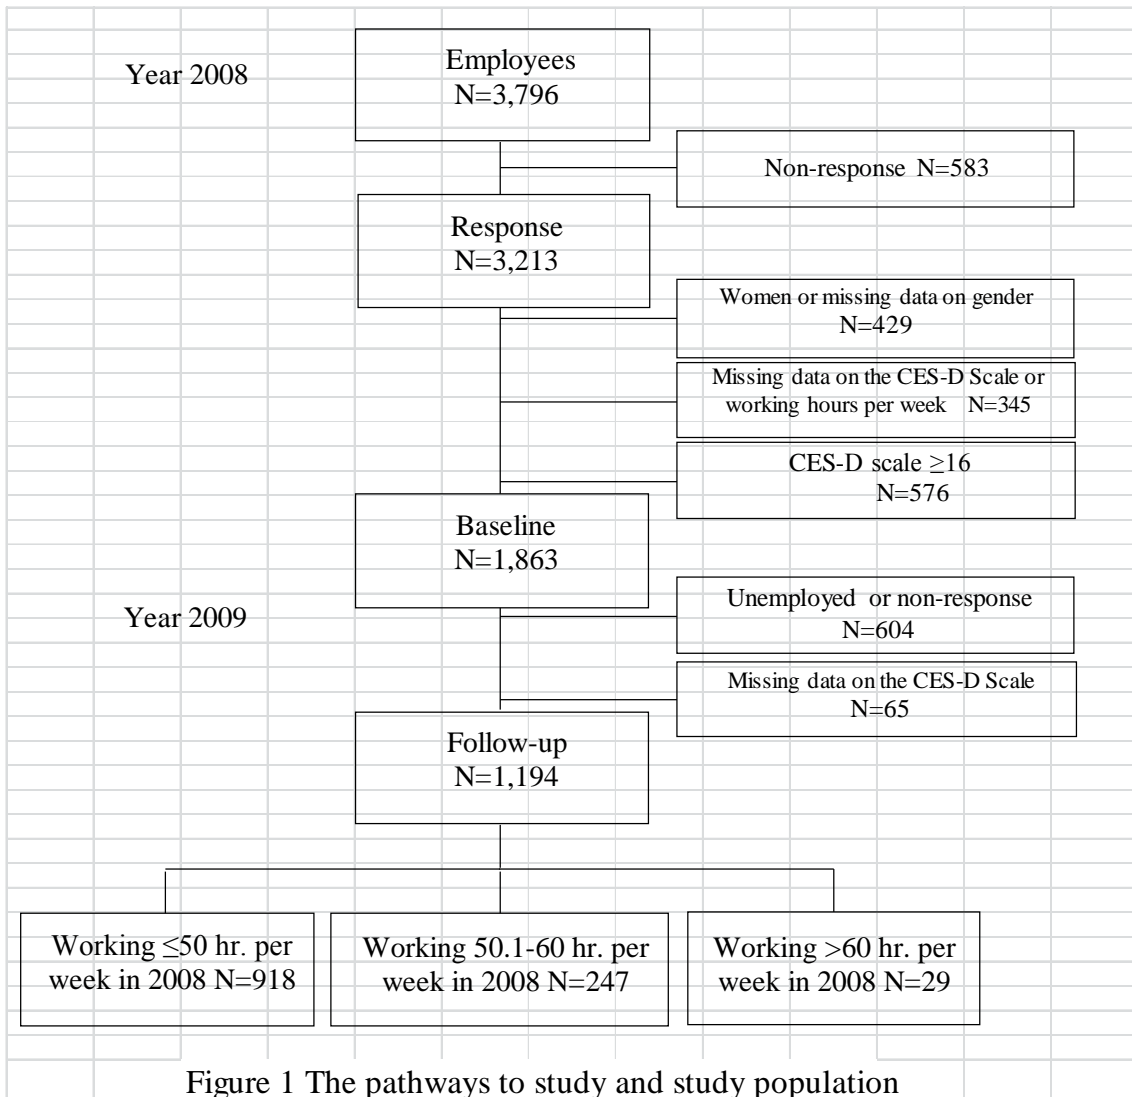 Year 2008
Employees
N=3,796
Non-response N=583
Response
N=3,213
Women or missing data on gender
N=429
Missing data on the CES-D Scale or
working hours per week N=345
CES-D scale ≥16
N=576
Baseline
N=1,863
Year 2009
Unemployed or non-response
N=604
Missing data on the CES-D Scale
N=65
Follow-up
N=1,194
Working ≤50 hr. per
week in 2008 N=918
Working 50.1-60 hr. per
week in 2008 N=247
Working >60 hr. per
week in 2008 N=29
Figure 1 The pathways to study and study population